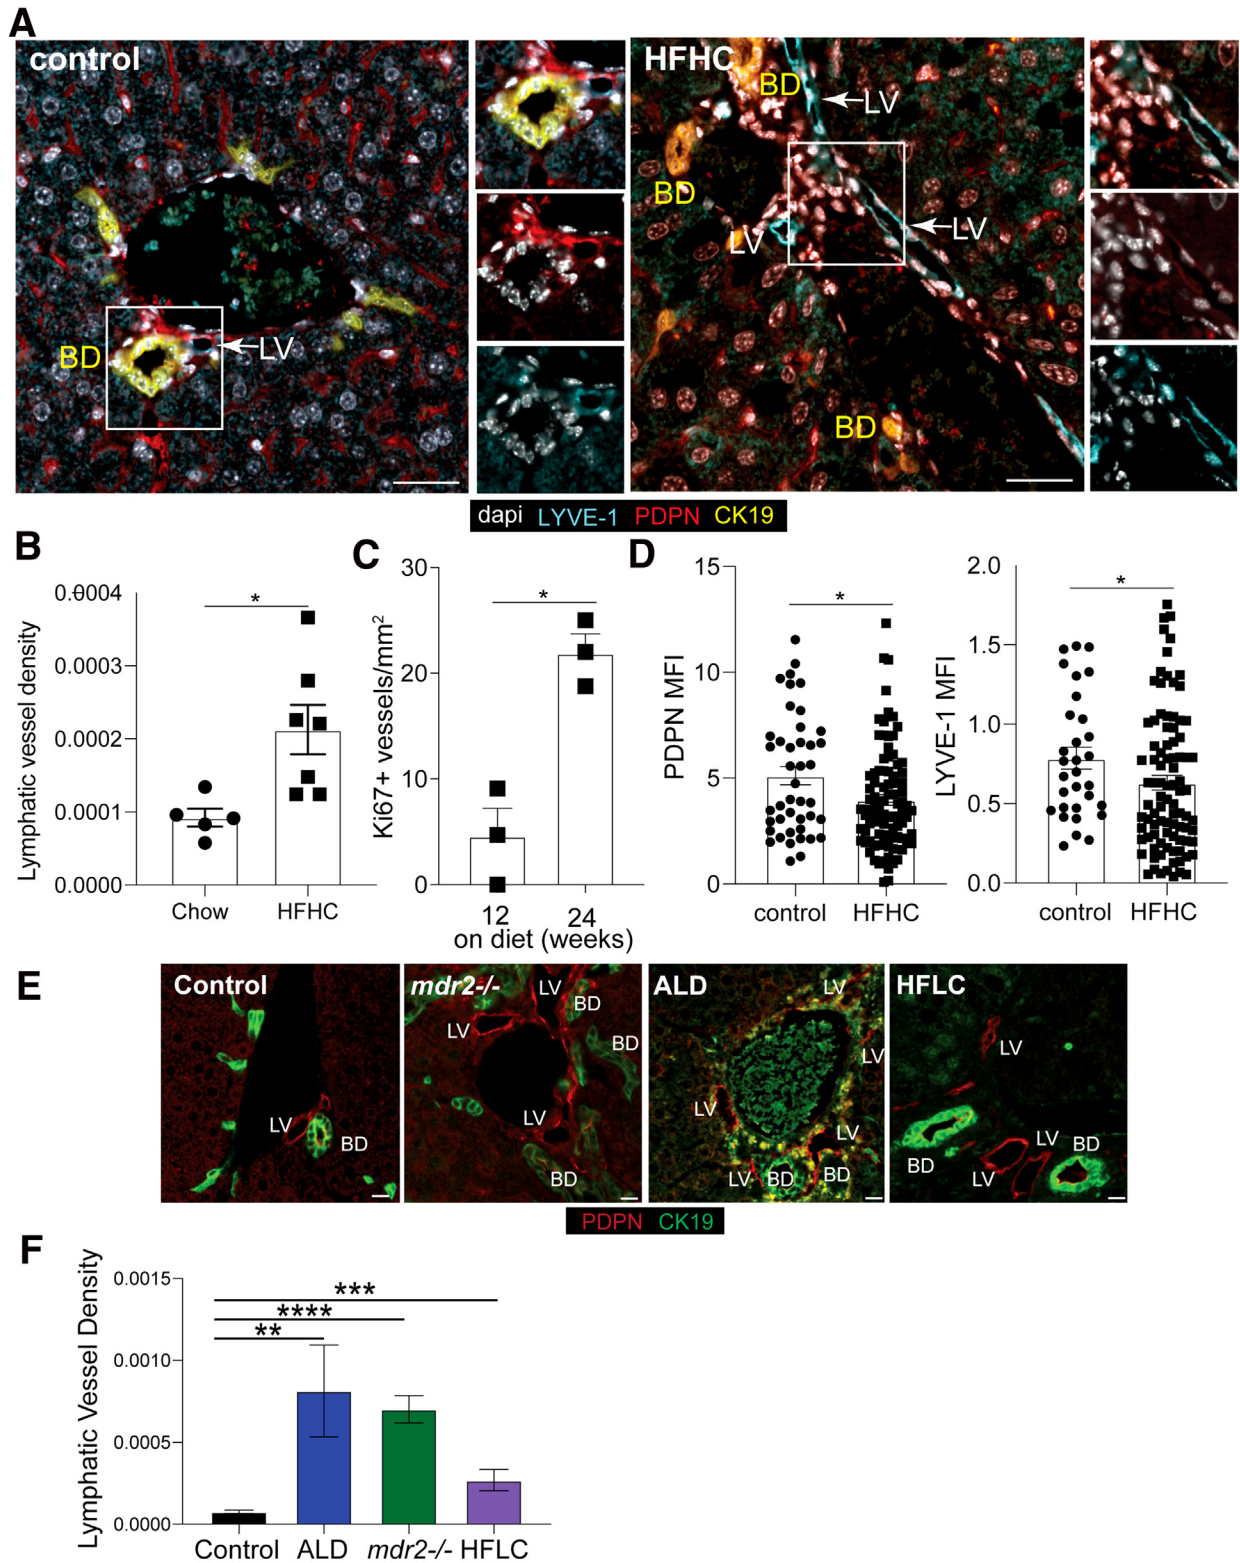 A
control
BD
LV
HFHC
BD
LV
BD
LV
LV
BD
dapi LYVE-1 PDPN CK19
B
Lymphatic vessel density
0.0004
0.0003
0.0002
0.0001
0.0000
*
Chow HFHC
C
Ki67+ vessels/mm²
30
20
10
0
*
12 24
on diet (weeks)
D
PDPN MFI
15
10
5
0
*
control HFHC
LYVE-1 MFI
2.0
1.5
1.0
0.5
0.0
*
control HFHC
E
Control
LV
BD
mdr2-/-
LV
BD
LV
BD
LV
BD
ALD
LV
LV
LV
LV
LV BD BD
HFLC
LV
LV BD
BD
LV
PDPN CK19
F
Lymphatic Vessel Density
0.0015
0.0010
0.0005
0.0000
***
****
**
Control ALD mdr2-/- HFLC